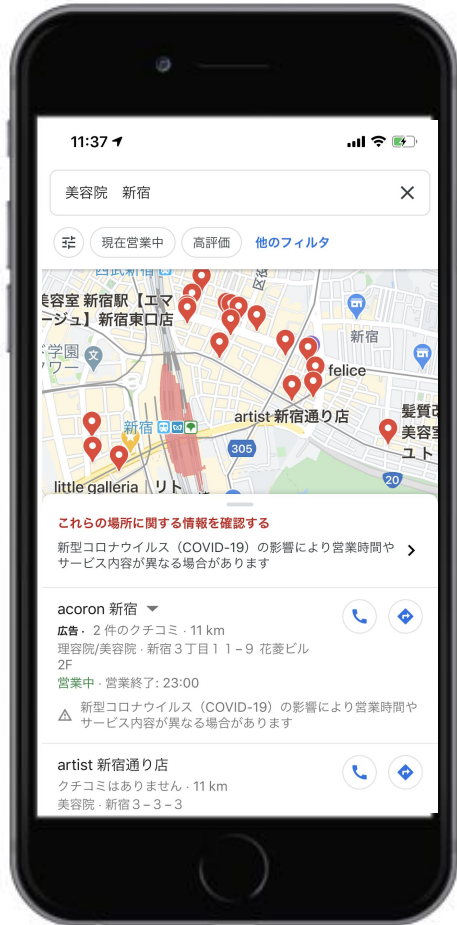 11:37
美容院　新宿
現在営業中
高評価
他のフィルタ
西武新宿
美容室 新宿駅【エマ
ージュ】新宿東口店
新宿
学園
ワー
文
felice
artist 新宿通り店
髪質改
美容室
ユト
新宿
305
20
little galleria　リト
これらの場所に関する情報を確認する
新型コロナウイルス（COVID-19）の影響により営業時間や
サービス内容が異なる場合があります
acoron 新宿
広告・ 2 件のクチコミ · 11 km
理容院/美容院 · 新宿３丁目１１−９ 花菱ビル
2F
営業中 · 営業終了: 23:00
新型コロナウイルス（COVID-19）の影響により営業時間や
サービス内容が異なる場合があります
artist 新宿通り店
クチコミはありません · 11 km
美容院 · 新宿３−３−３